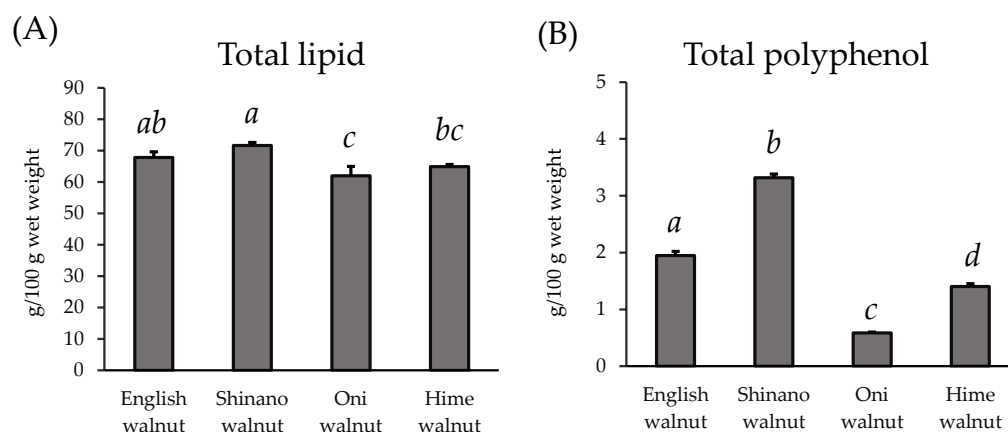 (A)
Total lipid
g/100 g wet weight
90
80
70
60
50
40
30
20
10
0
ab
a
c
bc
English
walnut
Shinano
walnut
Oni
walnut
Hime
walnut
(B)
Total polyphenol
g/100 g wet weight
5
4
3
2
1
0
a
b
c
d
English
walnut
Shinano
walnut
Oni
walnut
Hime
walnut